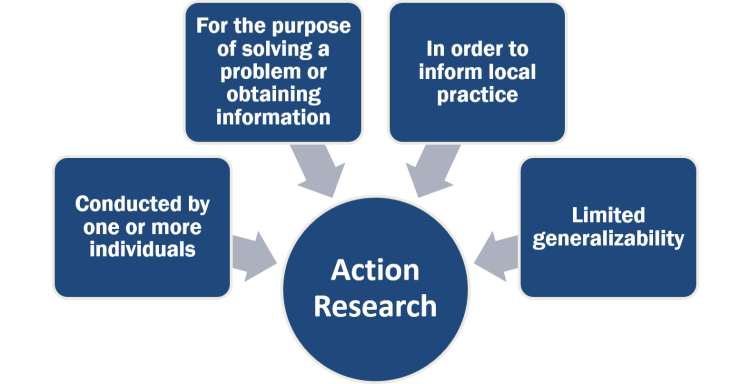 For the purpose
of solving a
problem or
obtaining
information
In order to
inform local
practice
Conducted by
one or more
individuals
Limited
generalizability
Action
Research